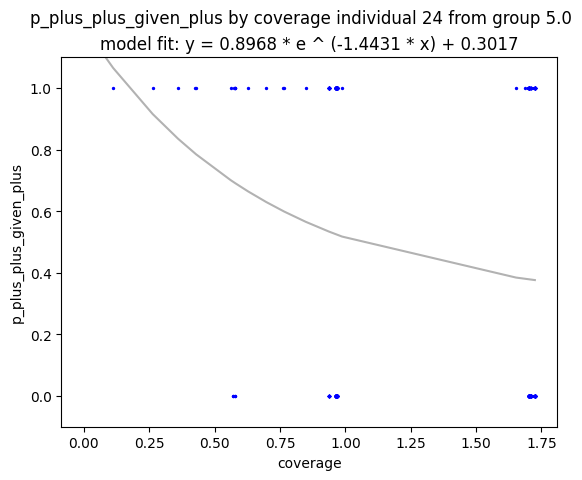 p_plus_plus_given_plus by coverage individual 24 from group 5.0
model fit: y = 0.8968 * e ^ (-1.4431 * x) + 0.3017
p_plus_plus_given_plus
1.0
0.8
0.6
0.4
0.2
0.0
0.00 0.25 0.50 0.75 1.00 1.25 1.50 1.75
coverage